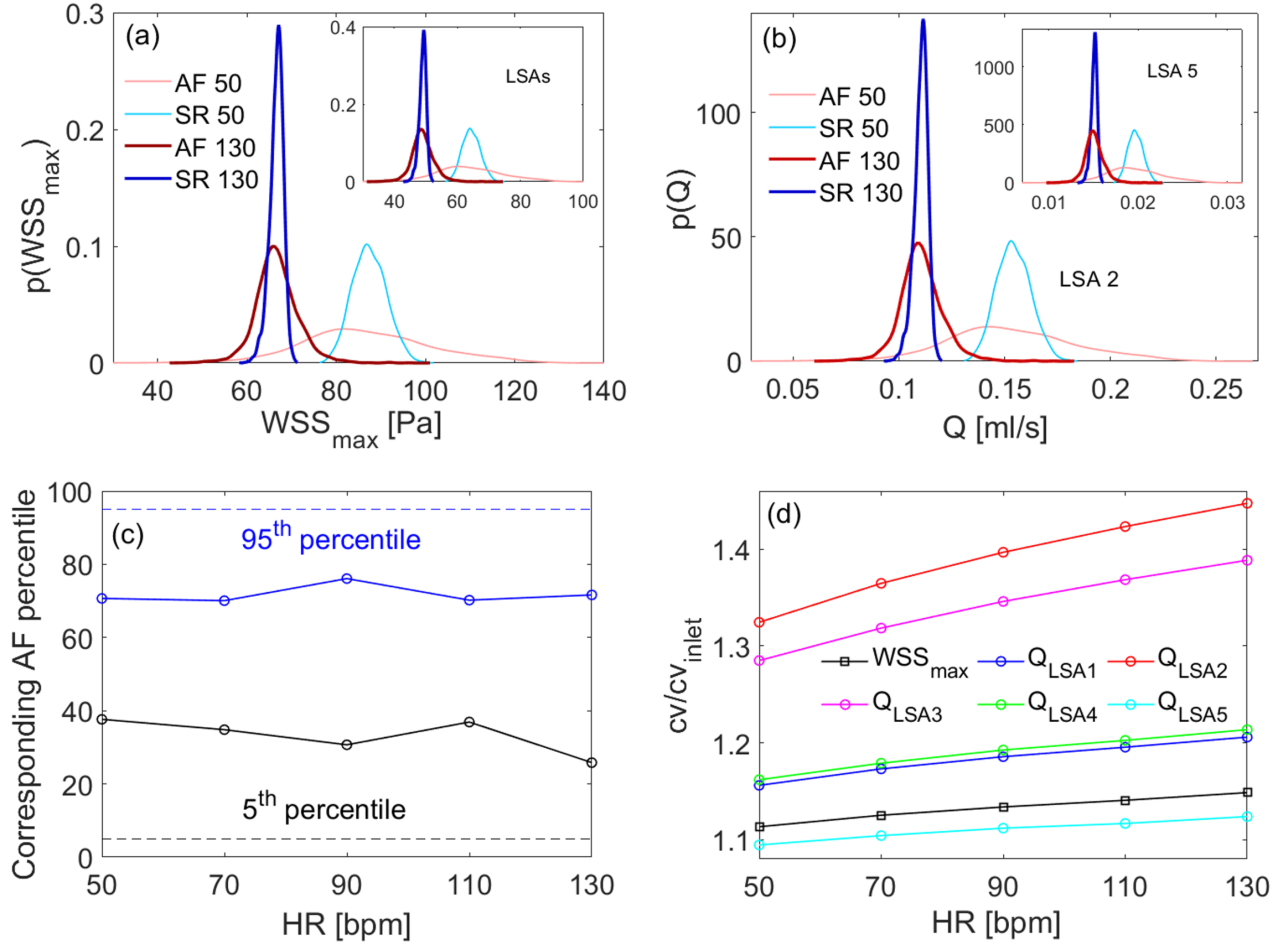 (a)
AF 50
SR 50
AF 130
SR 130
LSAs
0.4
0.2
0
40 60 80 100
0.3
0.2
0.1
0
40 60 80 100 120 140
p(WSSmax)
WSSmax [Pa]
(b)
AF 50
SR 50
AF 130
SR 130
LSA 5
1000
500
0
0.01 0.02 0.03
LSA 2
100
50
0
0.05 0.1 0.15 0.2 0.25
p(Q)
Q [ml/s]
(c)
95th percentile
5th percentile
100
80
60
40
20
0
50 70 90 110 130
Corresponding AF percentile
HR [bpm]
(d)
WSSmax QLSA1 QLSA2
QLSA3 QLSA4 QLSA5
1.4
1.3
1.2
1.1
50 70 90 110 130
cv/cvinlet
HR [bpm]